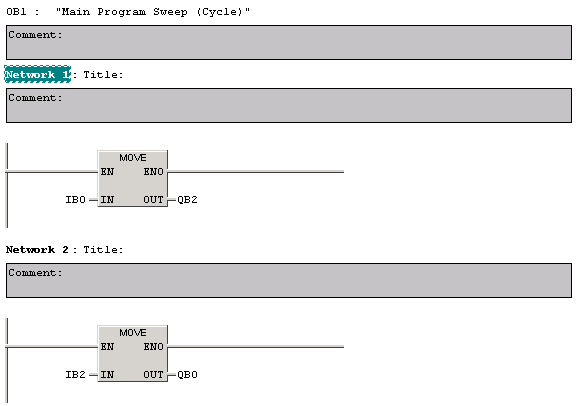 OB1 : "Main Program Sweep (Cycle)"
Comment:
Network 1: Title:
Comment:
MOVE
EN ENO
IB0 IN OUT QB2
Network 2: Title:
Comment:
MOVE
EN ENO
IB2 IN OUT QB0